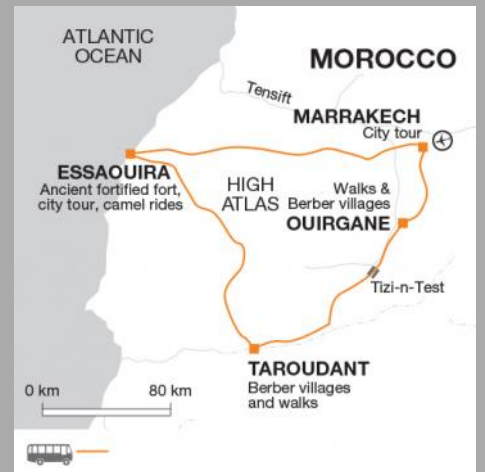 ATLANTIC
OCEAN
MOROCCO
Tensift
MARRAKECH
City tour
ESSAOUIRA
Ancient fortified fort,
city tour, camel rides
HIGH
ATLAS
Walks &
Berber villages
OUIRGANE
Tizi-n-Test
TAROUDANT
Berber villages
and walks
0 km 80 km